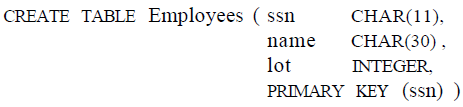 CREATE TABLE Employees ( ssn CHAR(11),
name CHAR(30) ,
lot INTEGER,
PRIMARY KEY (ssn) )